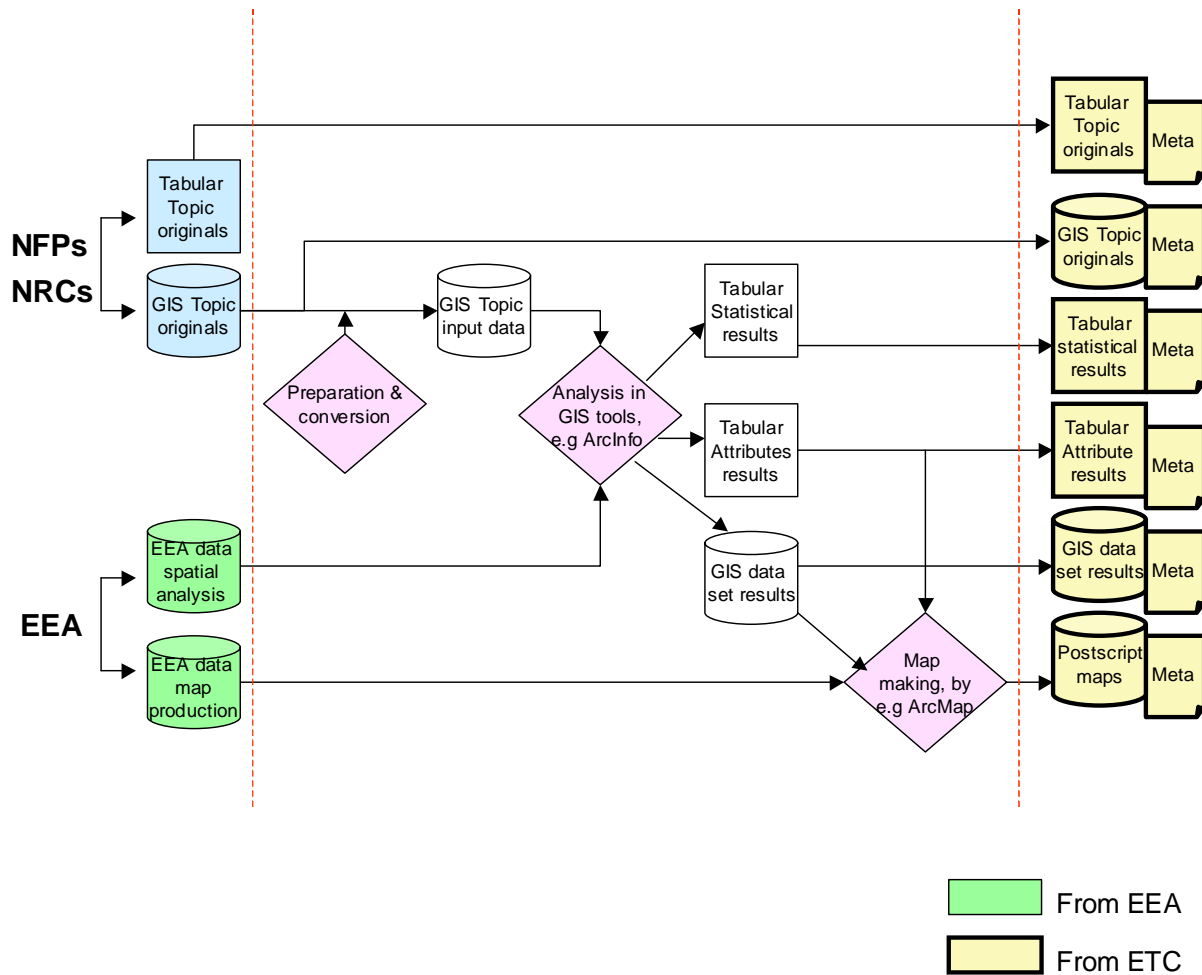 Tabular
Topic
originals
Meta
Tabular
Topic
originals
NFPs
NRCs
GIS Topic
originals
Meta
GIS Topic
originals
GIS Topic
input data
Tabular
Statistical
results
Tabular
statistical
results
Meta
Preparation &
conversion
Analysis in
GIS tools,
e.g ArcInfo
Tabular
Attributes
results
Tabular
Attribute
results
Meta
EEA data
spatial
analysis
GIS data
set results
GIS data
set results
Meta
EEA
EEA data
map
production
Map
making, by
e.g ArcMap
Postscript
maps
Meta
From EEA
From ETC